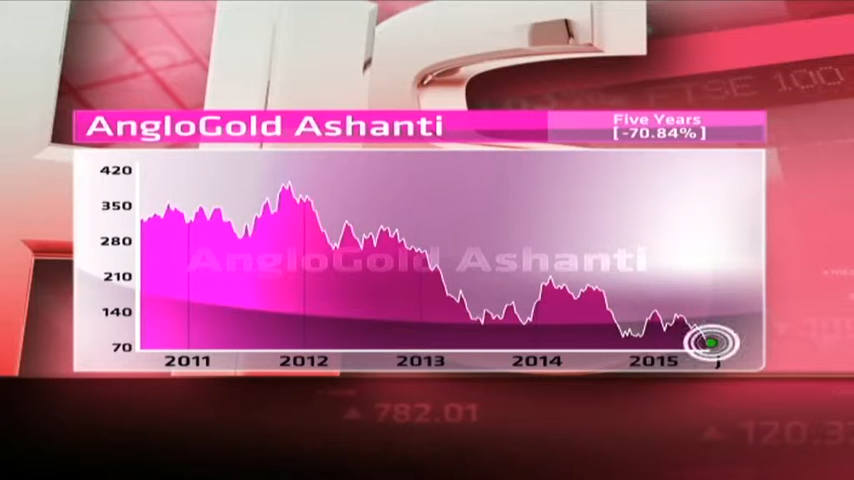 FTSE 100
AngloGold Ashanti
Five Years
[-70.84%]
420
350
280
210
140
70
AngloGold Ashanti
2011 2012 2013 2014 2015 J
782.01